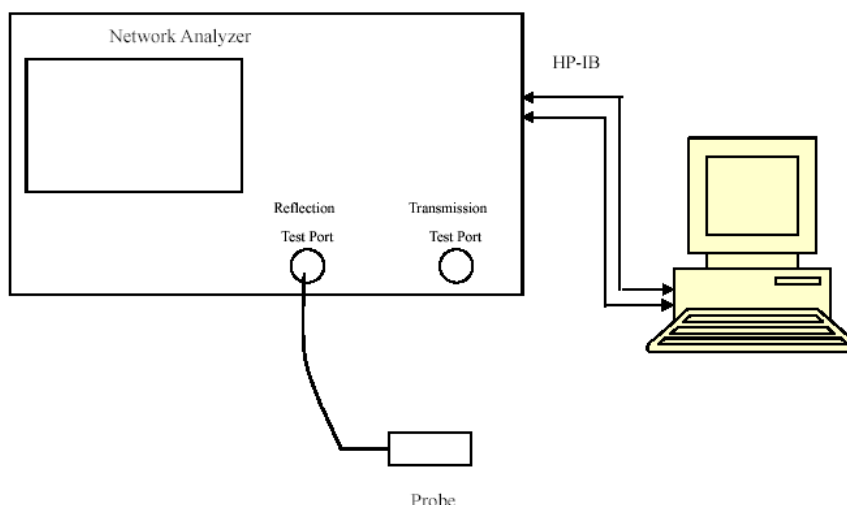 Network Analyzer
HP-IB
Reflection
Test Port
Transmission
Test Port
Probe